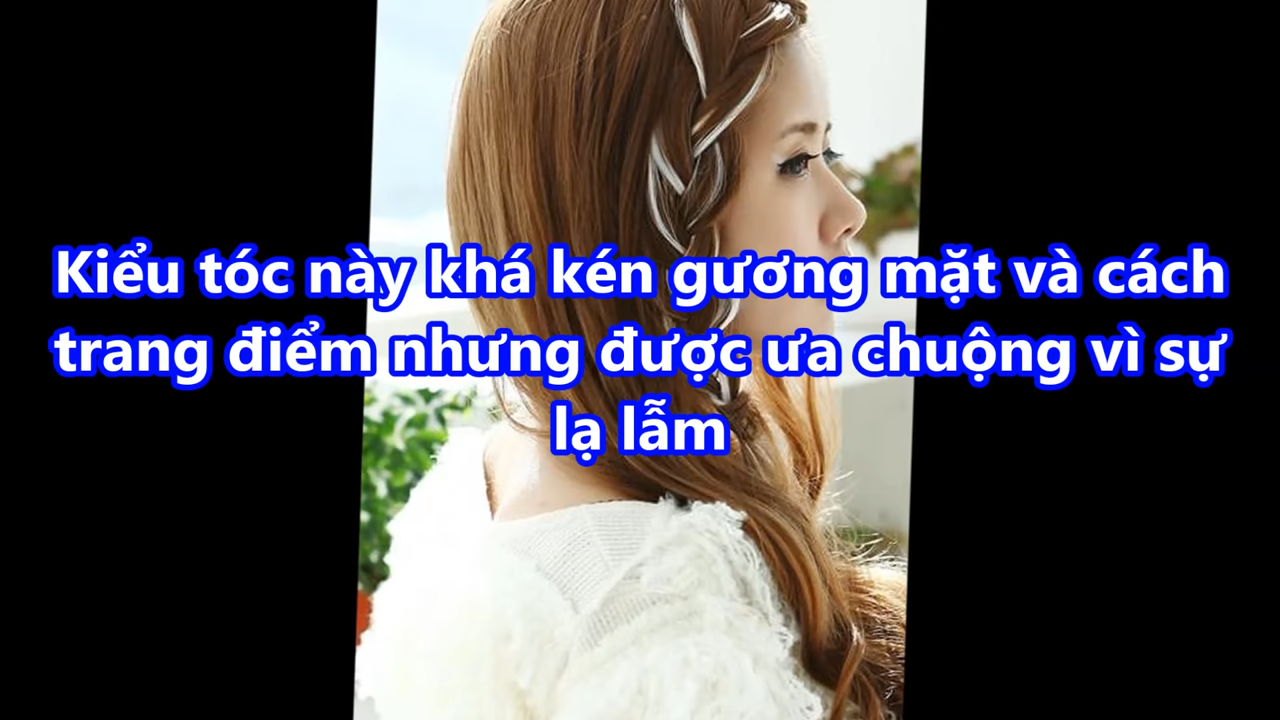 Kiểu tóc này khá kén gương mặt và cách
trang điểm nhưng được ưa chuộng vì sự
lạ lẫm